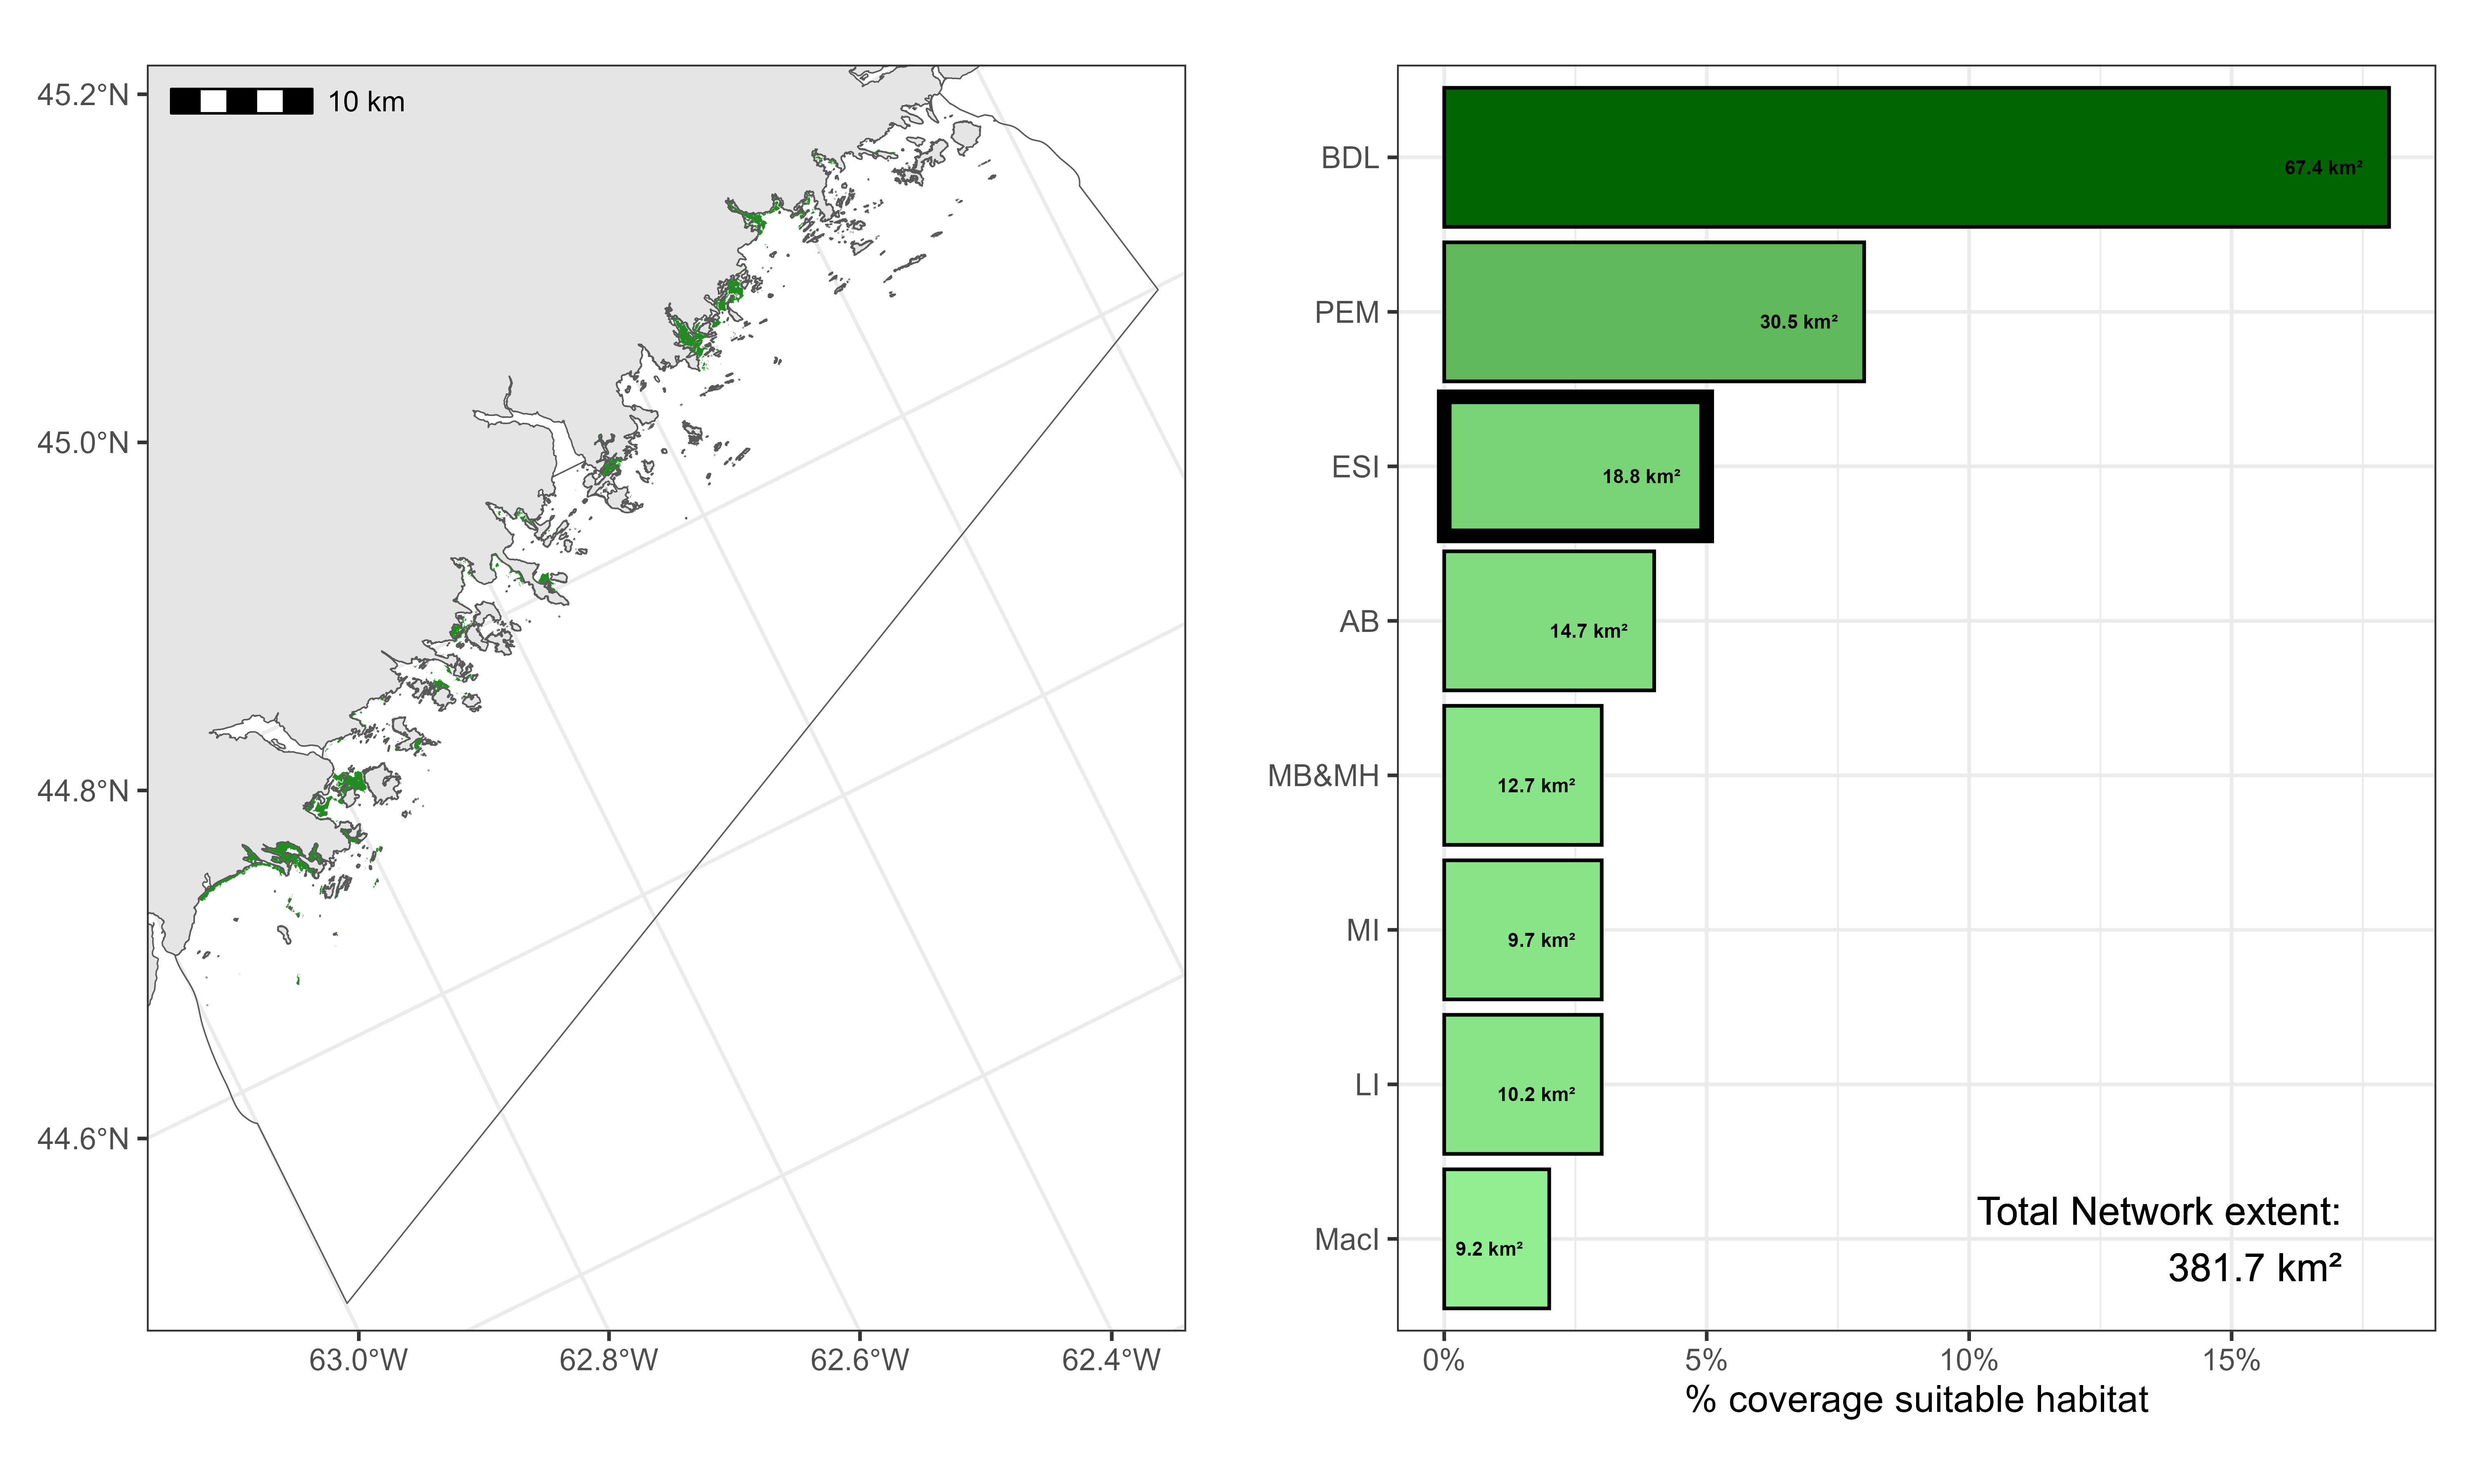 10 km
45.2°N
45.0°N
44.8°N
44.6°N
63.0°W
62.8°W
62.6°W
62.4°W
BDL
67.4 km²
PEM
30.5 km²
ESI
18.8 km²
AB
14.7 km²
MB&MH
12.7 km²
MI
9.7 km²
LI
10.2 km²
MacI
9.2 km²
Total Network extent:
381.7 km²
0%
5%
10%
15%
% coverage suitable habitat